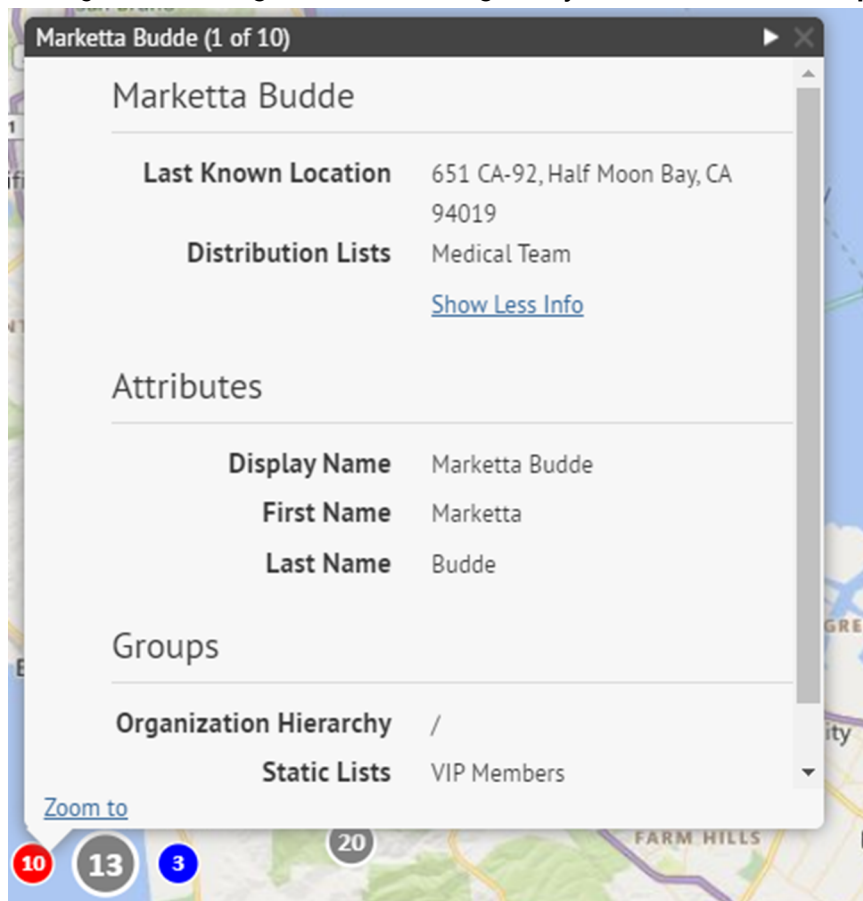 Marketta Budde (1 of 10)
Marketta Budde
Last Known Location 651 CA-92, Half Moon Bay, CA
94019
Distribution Lists Medical Team
Show Less Info
Attributes
Display Name Marketta Budde
First Name Marketta
Last Name Budde
Groups
Organization Hierarchy /
Static Lists VIP Members
Zoom to
10 13 3 20
FARM HILLS